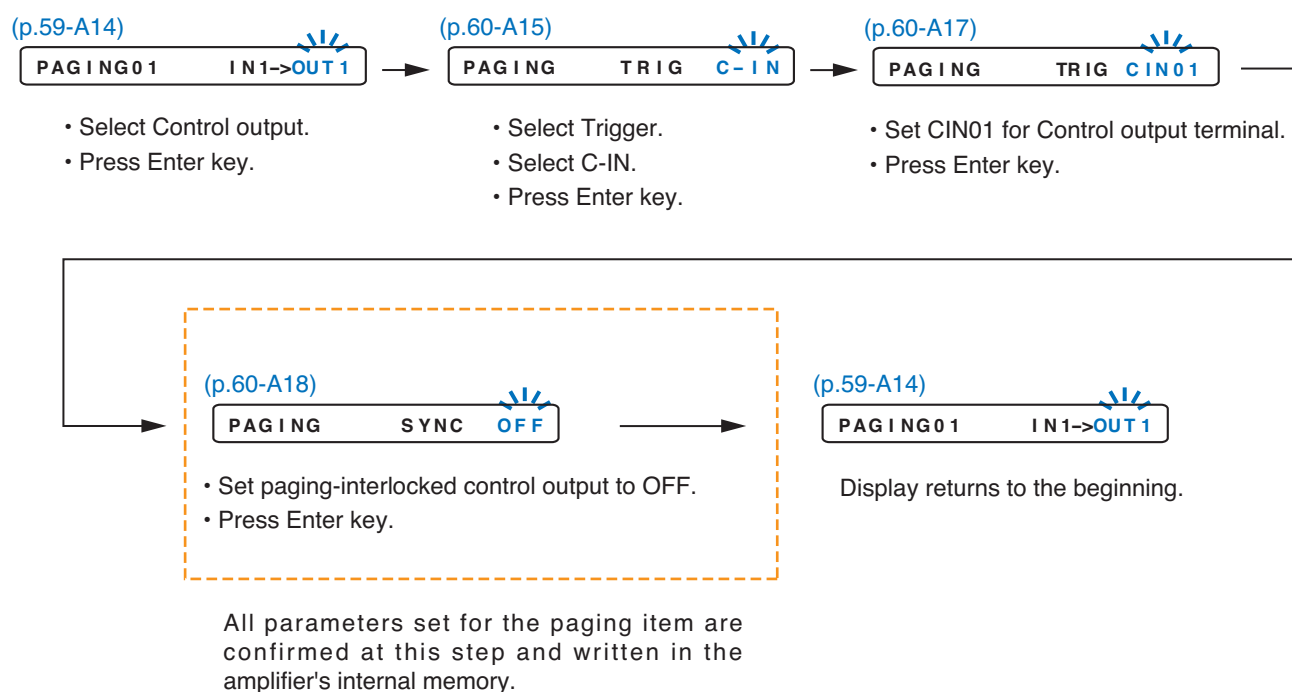 (p.59-A14)
PAGING01 IN1->OUT1
• Select Control output.
• Press Enter key.
(p.60-A15)
PAGING TRIG C-IN
• Select Trigger.
• Select C-IN.
• Press Enter key.
(p.60-A17)
PAGING TRIG CIN01
• Set CIN01 for Control output terminal.
• Press Enter key.
(p.60-A18)
PAGING SYNC OFF
• Set paging-interlocked control output to OFF.
• Press Enter key.
(p.59-A14)
PAGING01 IN1->OUT1
Display returns to the beginning.
All parameters set for the paging item are
confirmed at this step and written in the
amplifier's internal memory.